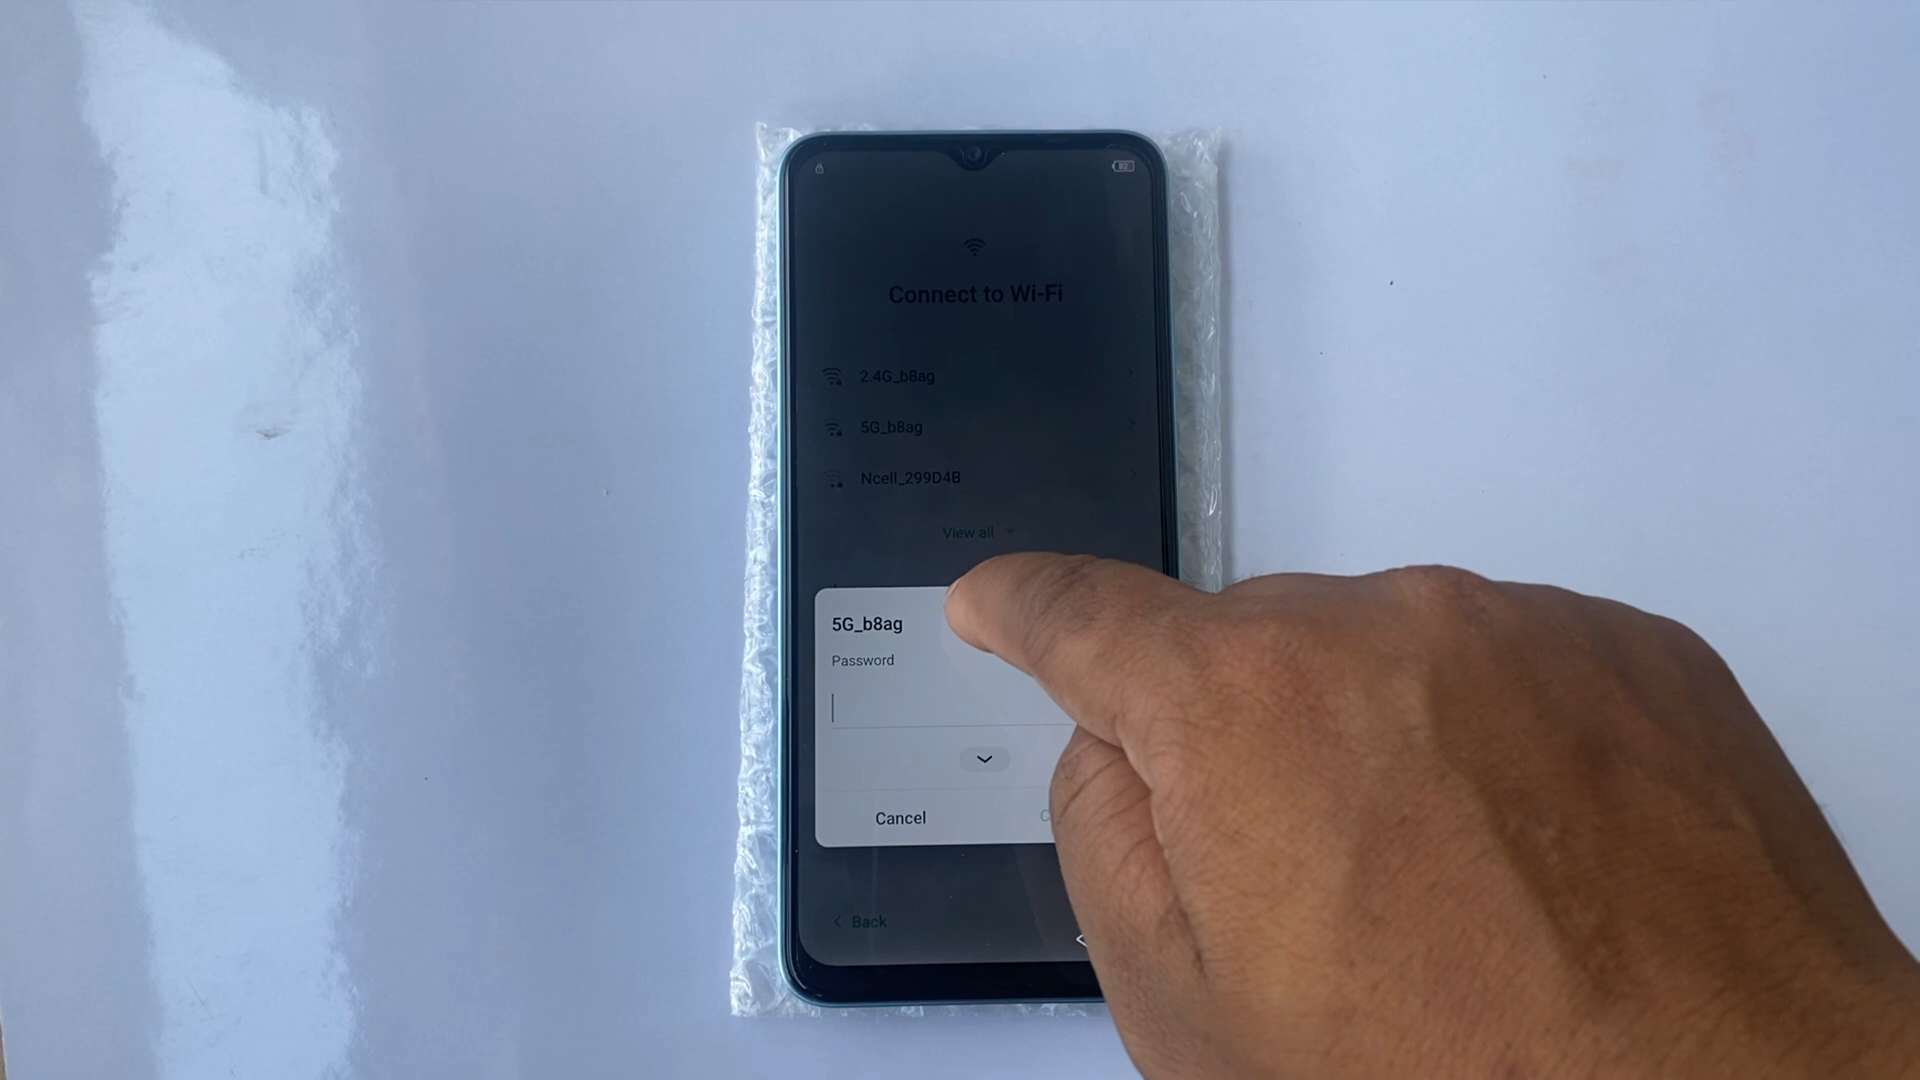 Connect to Wi-Fi
2.4G_b8ag
5G_b8ag
Ncell_299D4B
View all
5G_b8ag
Password
Cancel
Back